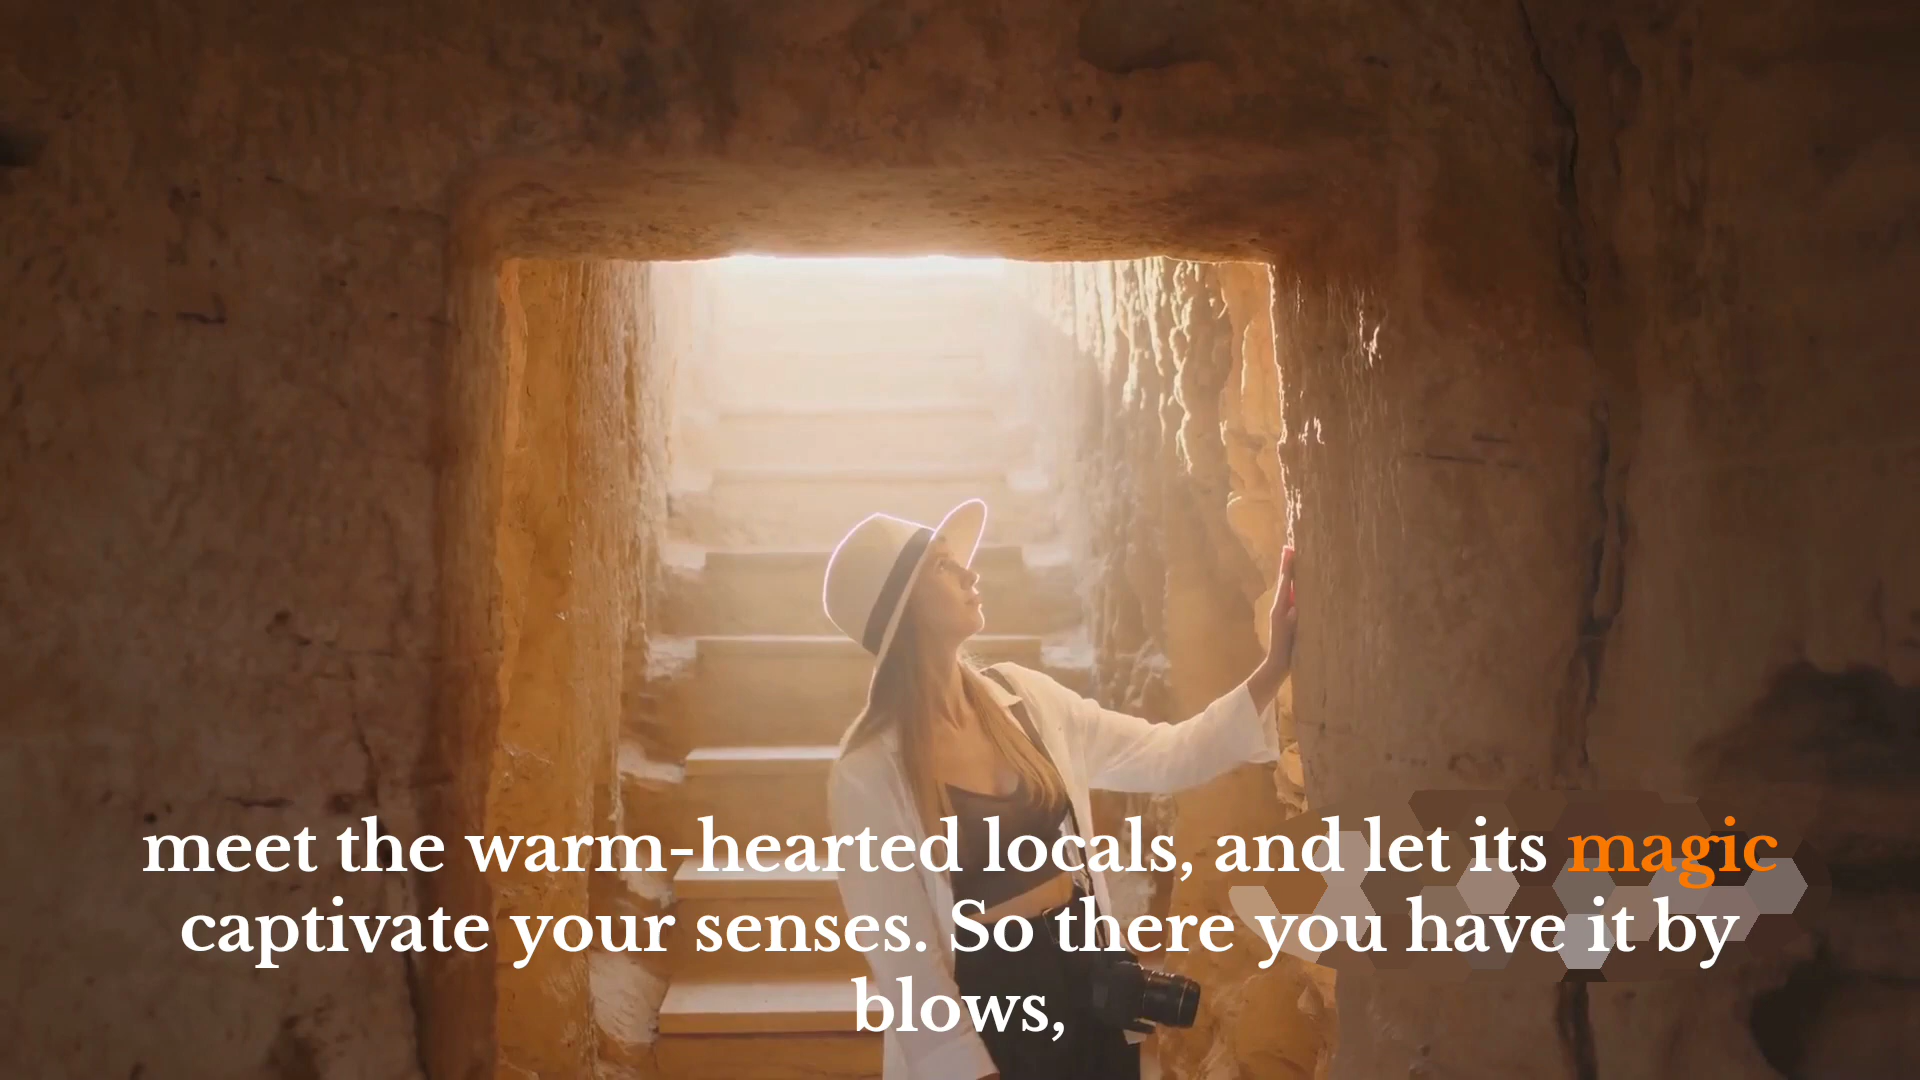 meet the warm-hearted locals, and let its magic
captivate your senses. So there you have it by
blows,